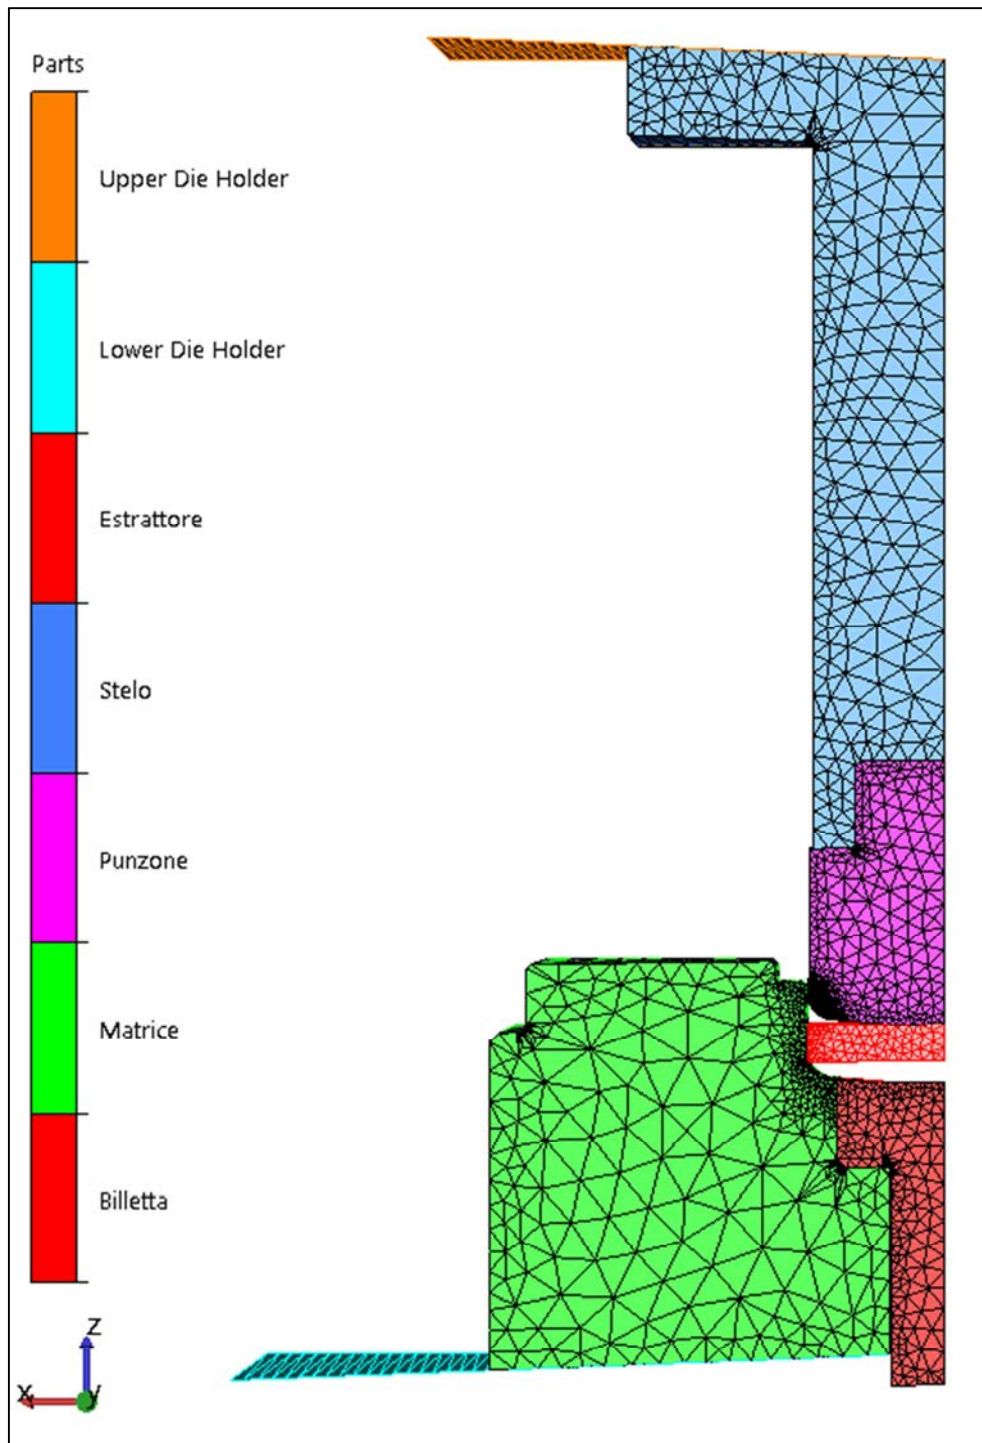 Parts
Upper Die Holder
Lower Die Holder
Estrattore
Stelo
Punzone
Matrice
Billetta
Z
X
y